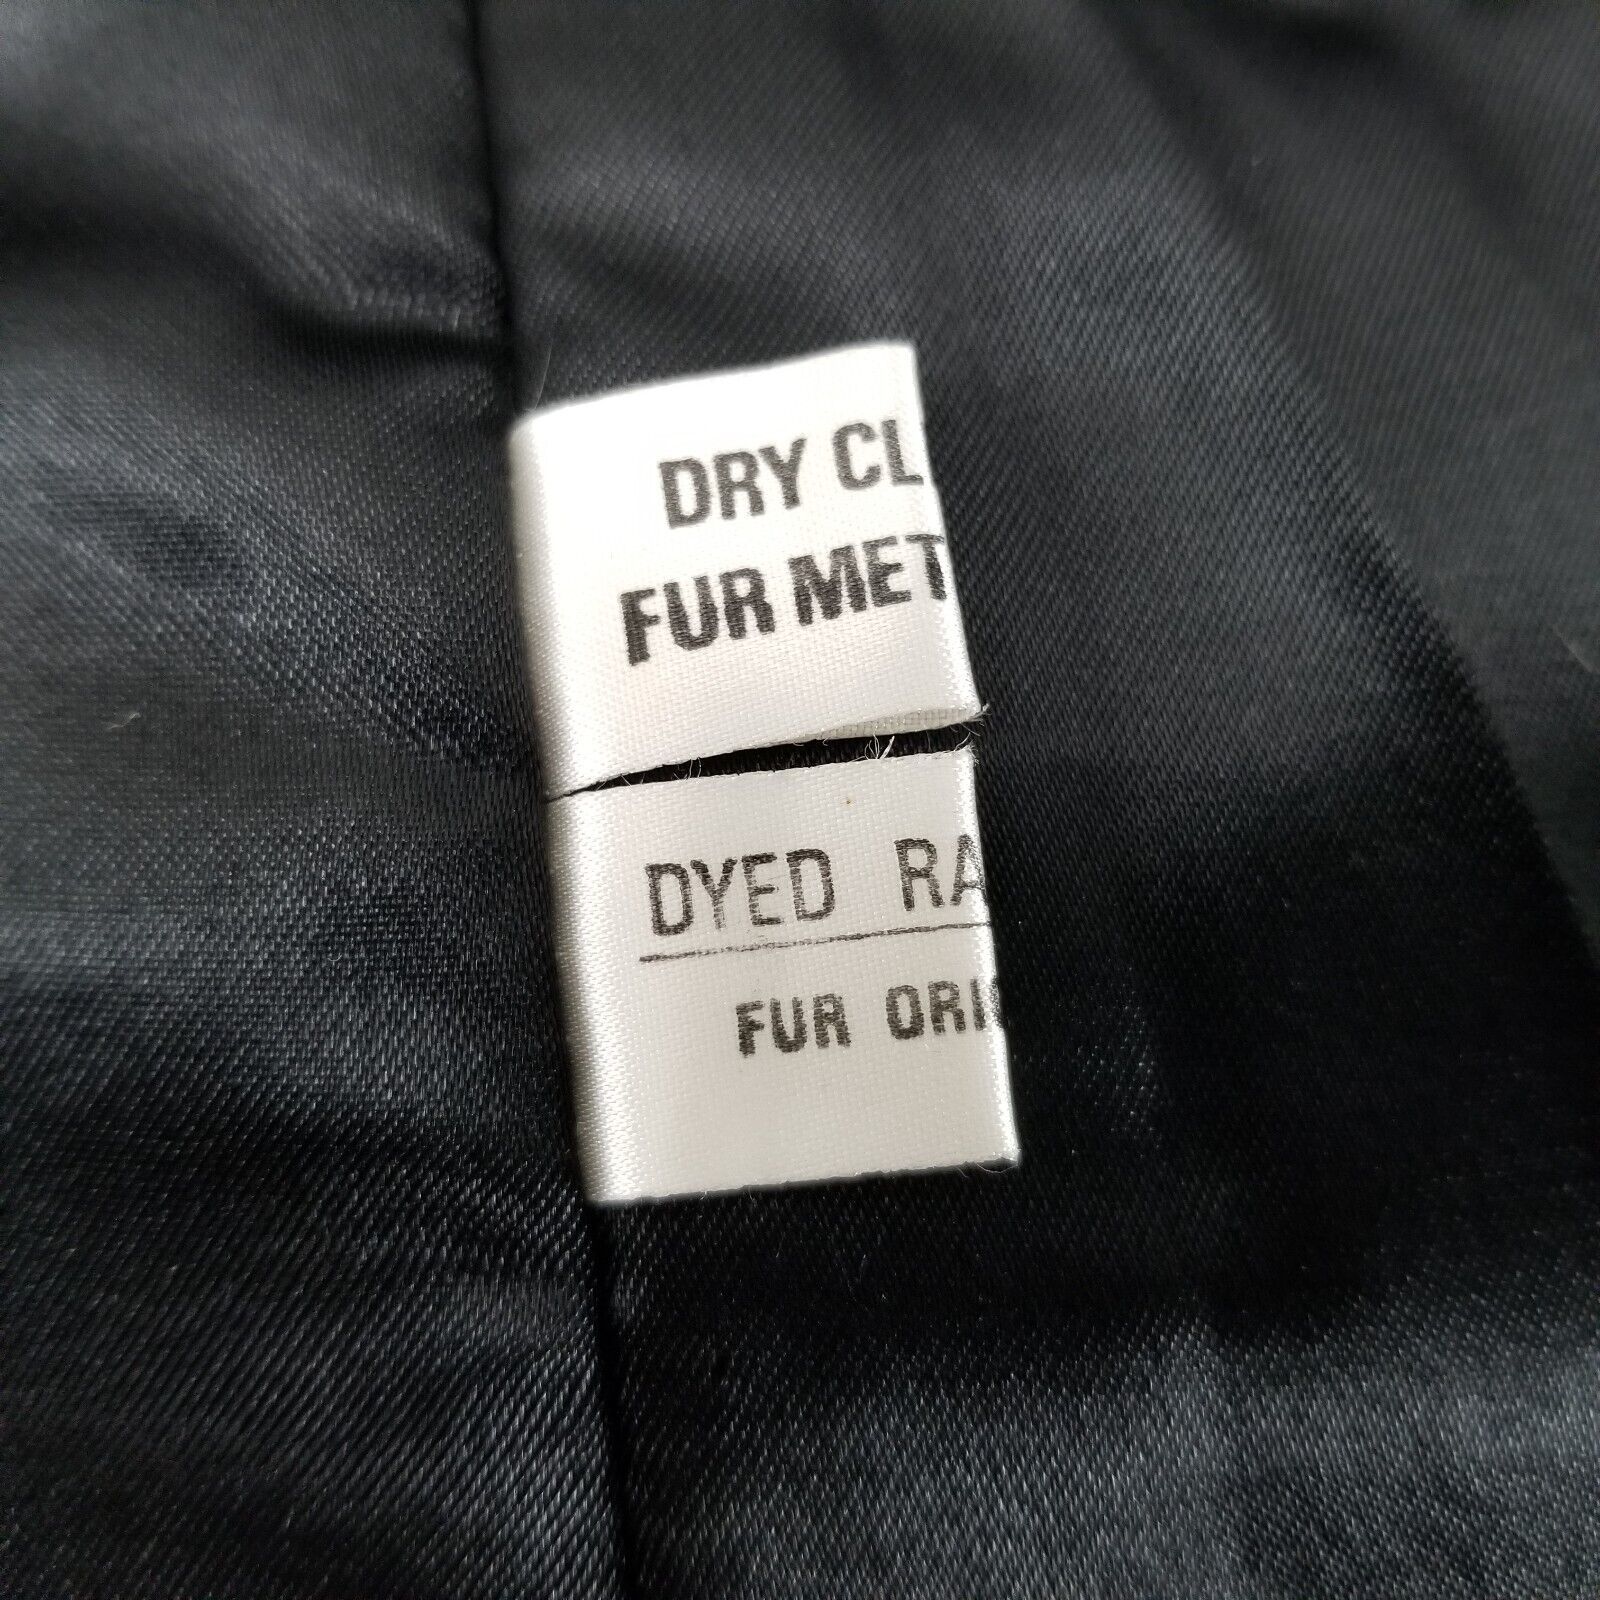 DRY CL
FUR MET
DYED RA
FUR ORI